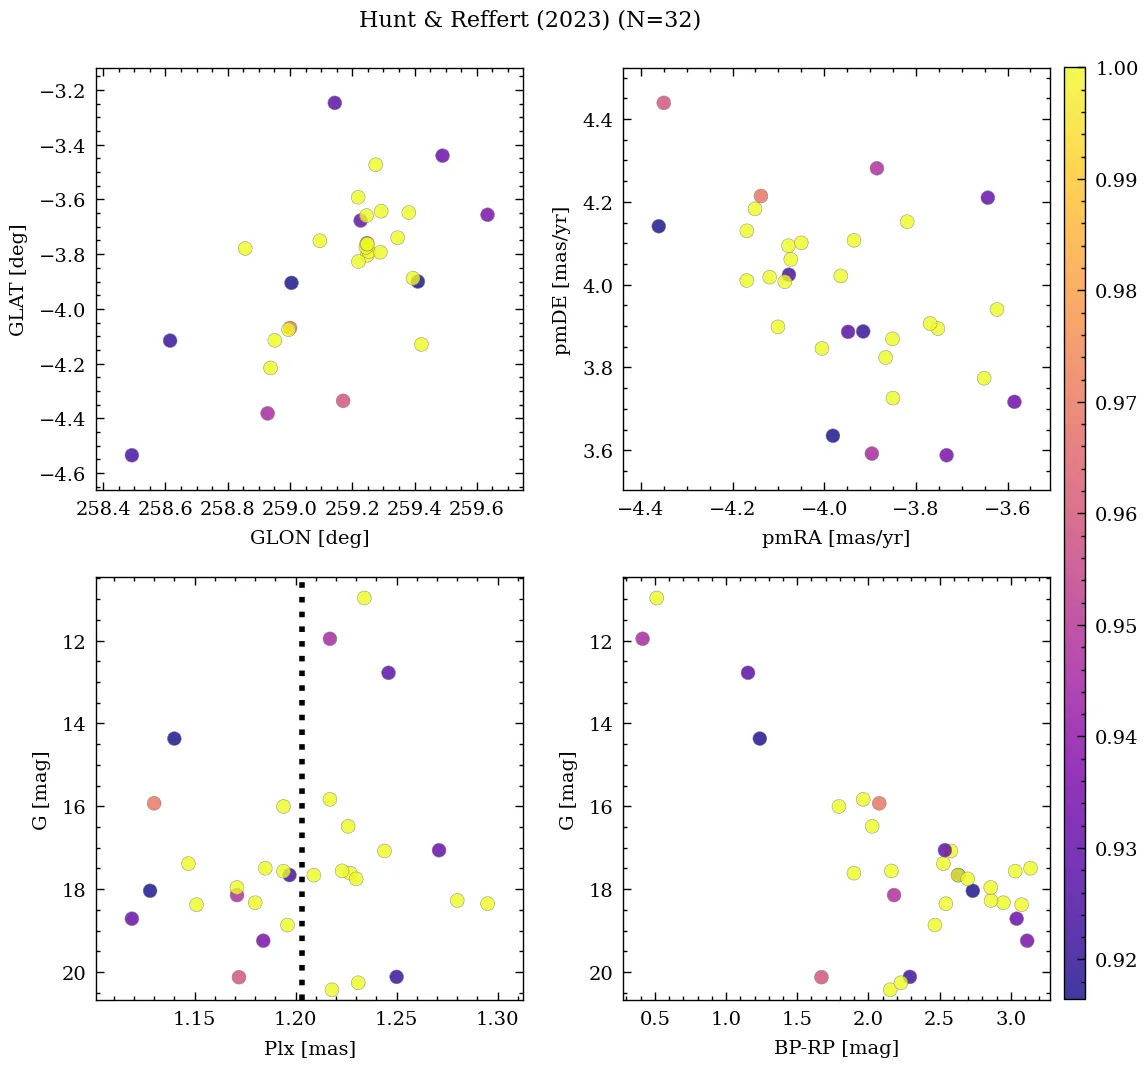 Hunt & Reffert (2023) (N=32)
−3.2
−3.4
−3.6
−3.8
−4.0
−4.2
−4.4
−4.6
GLAT [deg]
258.4 258.6 258.8 259.0 259.2 259.4 259.6
GLON [deg]
4.4
4.2
4.0
3.8
3.6
pmDE [mas/yr]
−4.4 −4.2 −4.0 −3.8 −3.6
pmRA [mas/yr]
12
14
16
18
20
G [mag]
1.15 1.20 1.25 1.30
Plx [mas]
12
14
16
18
20
G [mag]
0.5 1.0 1.5 2.0 2.5 3.0
BP-RP [mag]
1.00
0.99
0.98
0.97
0.96
0.95
0.94
0.93
0.92